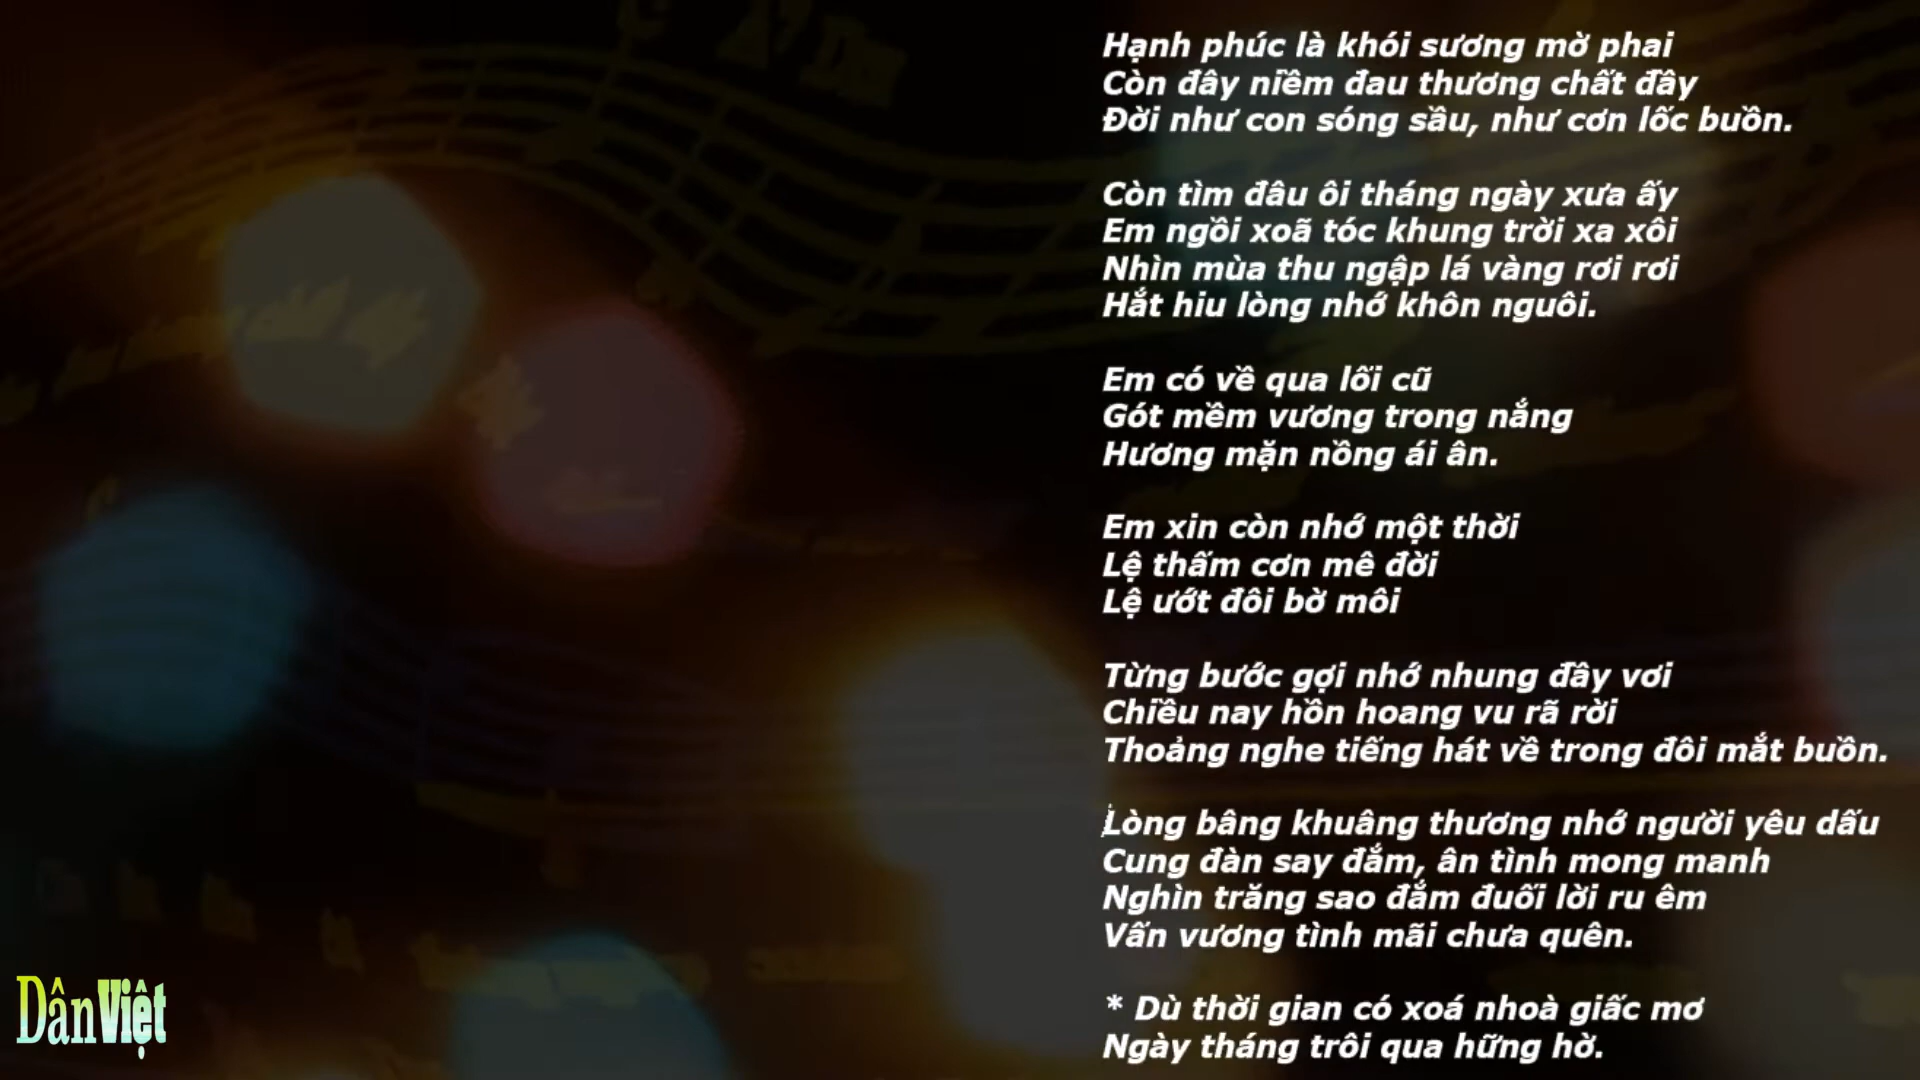 Hạnh phúc là khói sương mờ phai
Còn đây niềm đau thương chất đầy
Đời như con sóng sầu, như cơn lốc buồn.
Còn tìm đâu ôi tháng ngày xưa ấy
Em ngồi xoã tóc khung trời xa xôi
Nhìn mùa thu ngập lá vàng rơi rơi
Hắt hiu lòng nhớ khôn nguôi.
Em có về qua lối cũ
Gót mềm vương trong nắng
Hương mặn nồng ái ân.
Em xin còn nhớ một thời
Lệ thấm cơn mê đời
Lệ ướt đôi bờ môi
Từng bước gợi nhớ nhung đầy vơi
Chiều nay hồn hoang vu rã rời
Thoảng nghe tiếng hát về trong đôi mắt buồn.
Lòng bâng khuâng thương nhớ người yêu dấu
Cung đàn say đắm, ân tình mong manh
Nghìn trăng sao đắm đuối lời ru êm
Vấn vương tình mãi chưa quên.
* Dù thời gian có xoá nhoà giấc mơ
Ngày tháng trôi qua hững hờ.
DânViệt